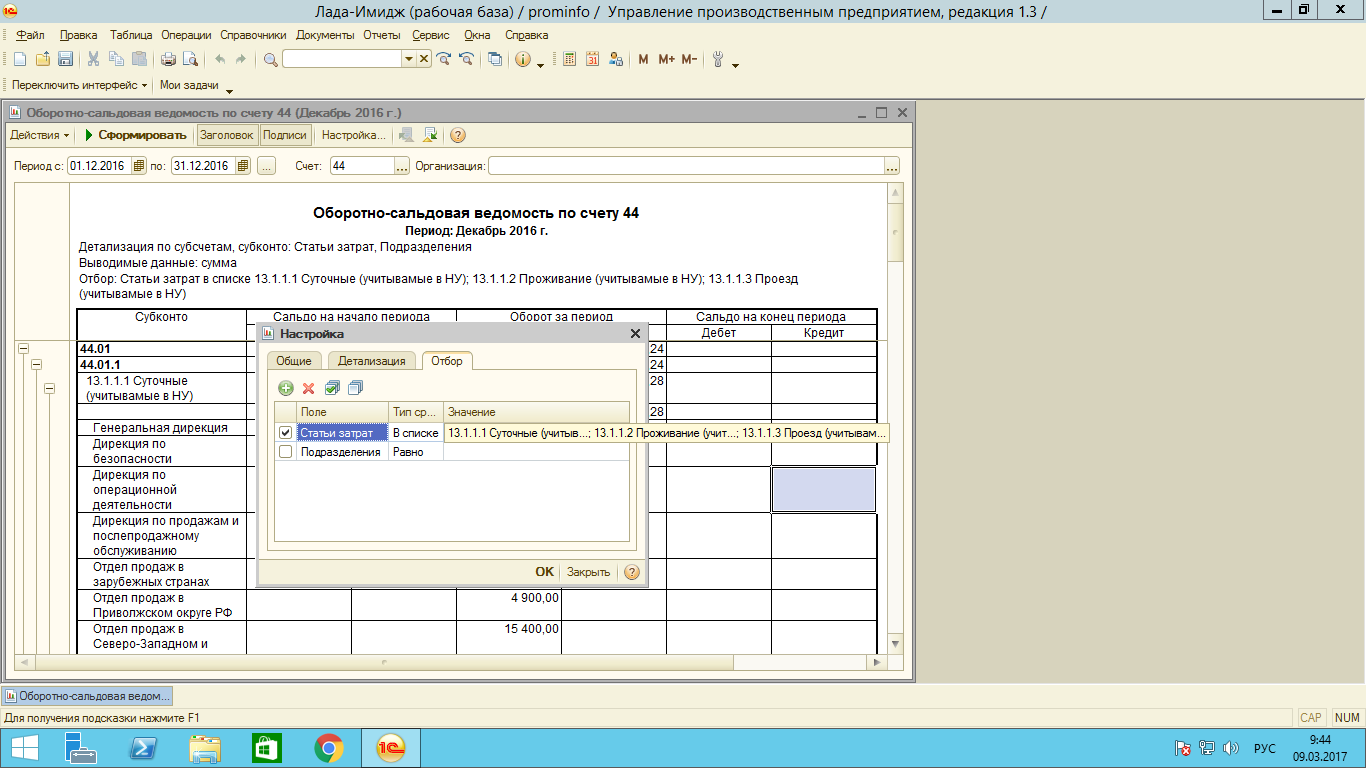 Лада-Имидж (рабочая база) / prominfo / Управление производственным предприятием, редакция 1.3 /
Файл Правка Таблица Операции Справочники Документы Отчеты Сервис Окна Справка
M M+ M-
Переключить интерфейс Мои задачи
Оборотно-сальдовая ведомость по счету 44 (Декабрь 2016 г.)
Действия Сформировать Заголовок Подписи Настройка...
Период с: 01.12.2016 по: 31.12.2016 ... Счет: 44 ... Организация: ...
Оборотно-сальдовая ведомость по счету 44
Период: Декабрь 2016 г.
Детализация по субсчетам, субконто: Статьи затрат, Подразделения
Выводимые данные: сумма
Отбор: Статьи затрат в списке 13.1.1.1 Суточные (учитывамые в НУ); 13.1.1.2 Проживание (учитывамые в НУ); 13.1.1.3 Проезд
(учитывамые в НУ)
Субконто Сальдо на начало периода Оборот за период Сальдо на конец периода
Дебет Кредит
44.01 24
44.01.1 24
13.1.1.1 Суточные 28
(учитывамые в НУ)
28
Генеральная дирекция
Дирекция по
безопасности
Дирекция по
операционной
деятельности
Дирекция по продажам и
послепродажному
обслуживанию
Отдел продаж в
зарубежных странах
Отдел продаж в 4 900,00
Приволжском округе РФ
Отдел продаж в 15 400,00
Северо-Западном и
Настройка
Общие Детализация Отбор
Поле Тип ср... Значение
Статьи затрат В списке 13.1.1.1 Суточные (учитыв...; 13.1.1.2 Проживание (учит...; 13.1.1.3 Проезд (учитывам...
Подразделения Равно
OK Закрыть ?
Оборотно-сальдовая ведом...
Для получения подсказки нажмите F1 CAP NUM
РУС 9:44
09.03.2017